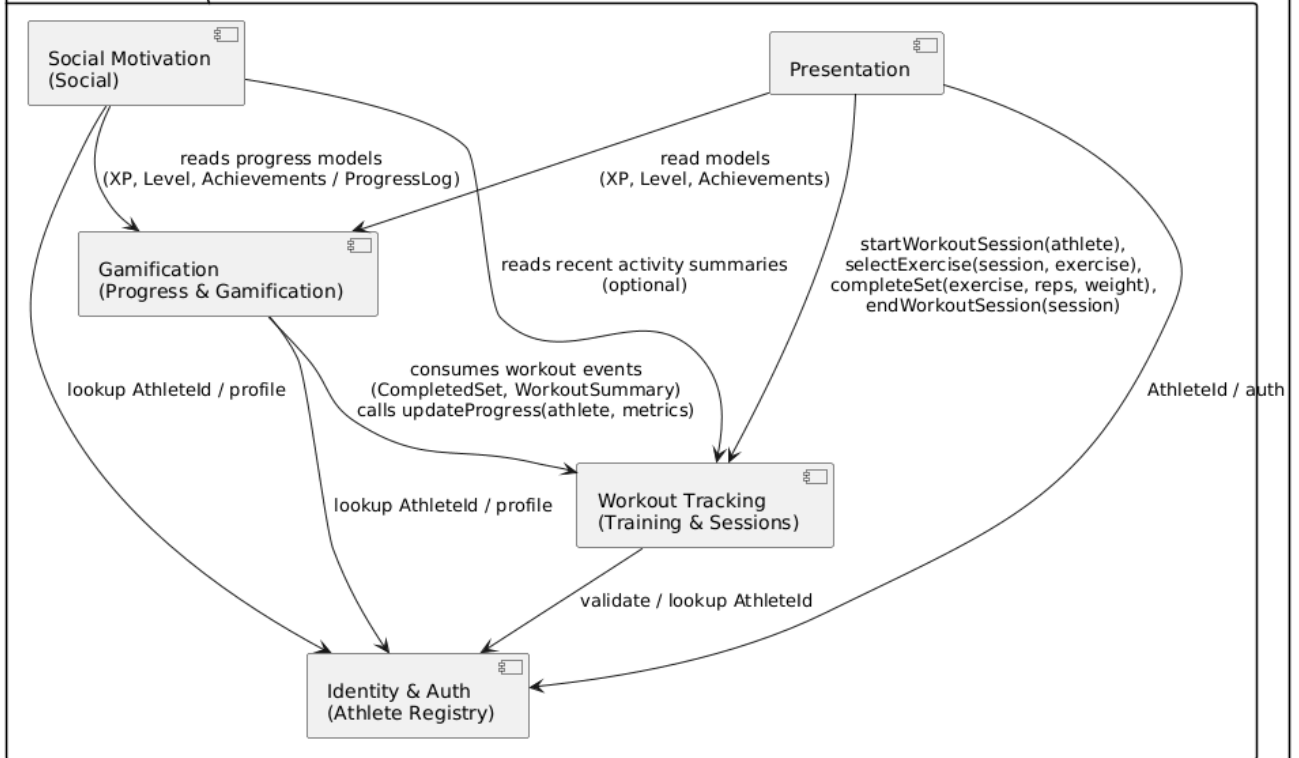 Social Motivation
(Social)
Presentation
reads progress models
(XP, Level, Achievements / ProgressLog)
read models
(XP, Level, Achievements)
Gamification
(Progress & Gamification)
reads recent activity summaries
(optional)
startWorkoutSession(athlete),
selectExercise(session, exercise),
completeSet(exercise, reps, weight),
endWorkoutSession(session)
lookup AthleteId / profile
consumes workout events
(CompletedSet, WorkoutSummary)
calls updateProgress(athlete, metrics)
AthleteId / auth
lookup AthleteId / profile
Workout Tracking
(Training & Sessions)
validate / lookup AthleteId
Identity & Auth
(Athlete Registry)